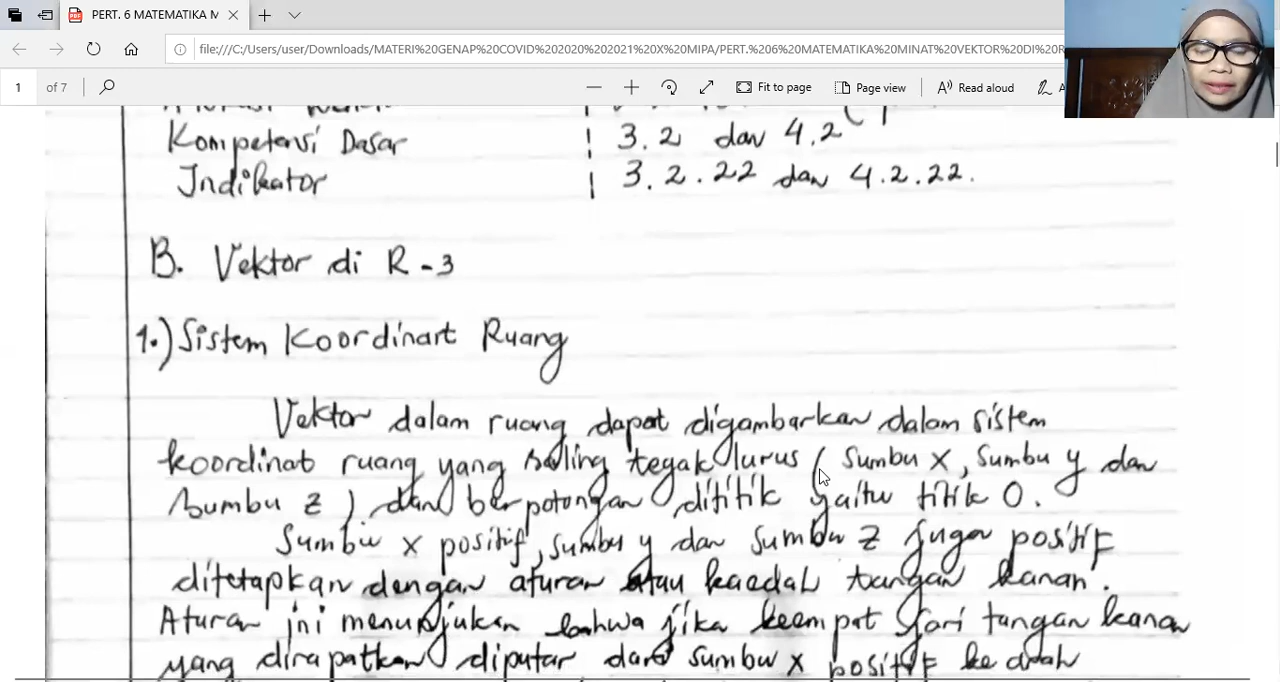 PERT. 6 MATEMATIKA M
file:///C:/Users/user/Downloads/MATERI%20GENAP%20COVID%202020%202021%20X%20MIPA/PERT.%206%20MATEMATIKA%20MINAT%20VEKTOR%20DI%20R
1 of 7 Fit to page Page view Read aloud
Kompetensi Dasar : 3.2 dan 4.2
Indikator : 3.2.22 dan 4.2.22.
B. Vektor di R-3
1.) Sistem Koordinart Ruang
Vektor dalam ruang dapat digambarkan dalam sistem
koordinat ruang yang saling tegak lurus (sumbu x, sumbu y dan
sumbu z) dan berpotongan dititik yaitu titik O.
Sumbu x positif, sumbu y dan sumbu z juga positif
ditetapkan dengan aturan atau kaedah tangan kanan.
Aturan ini menunjukan bahwa jika keempat jari tangan kanan
yang dirapatkan diputar dari sumbu x positif ke arah